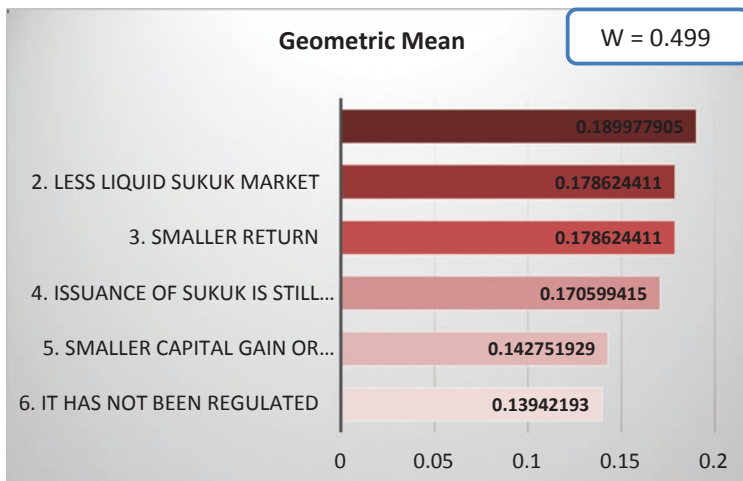 Geometric Mean
W = 0.499
0.189977905
2. LESS LIQUID SUKUK MARKET
0.178624411
3. SMALLER RETURN
0.178624411
4. ISSUANCE OF SUKUK IS STILL...
0.170599415
5. SMALLER CAPITAL GAIN OR...
0.142751929
6. IT HAS NOT BEEN REGULATED
0.13942193
0 0.05 0.1 0.15 0.2